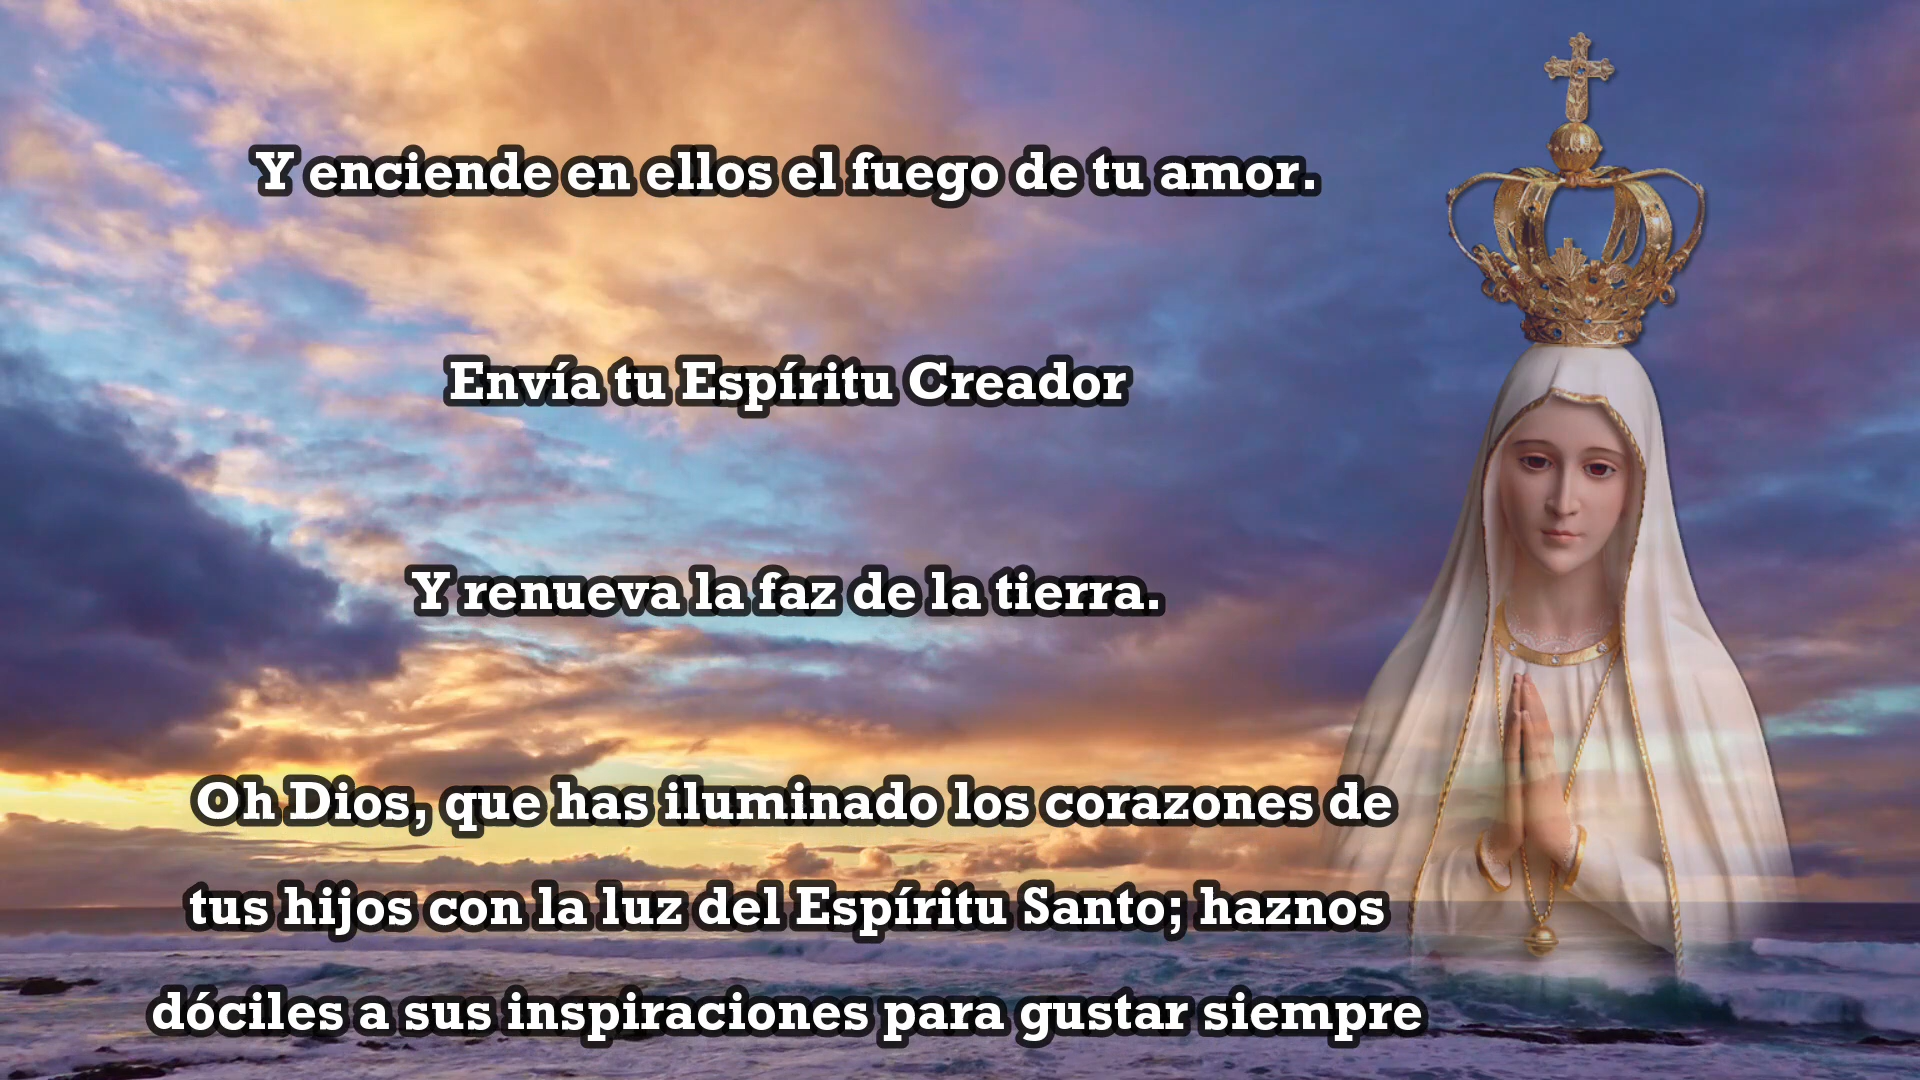 Y enciende en ellos el fuego de tu amor.
Envía tu Espíritu Creador
Y renueva la faz de la tierra.
Oh Dios, que has iluminado los corazones de
tus hijos con la luz del Espíritu Santo; haznos
dóciles a sus inspiraciones para gustar siempre